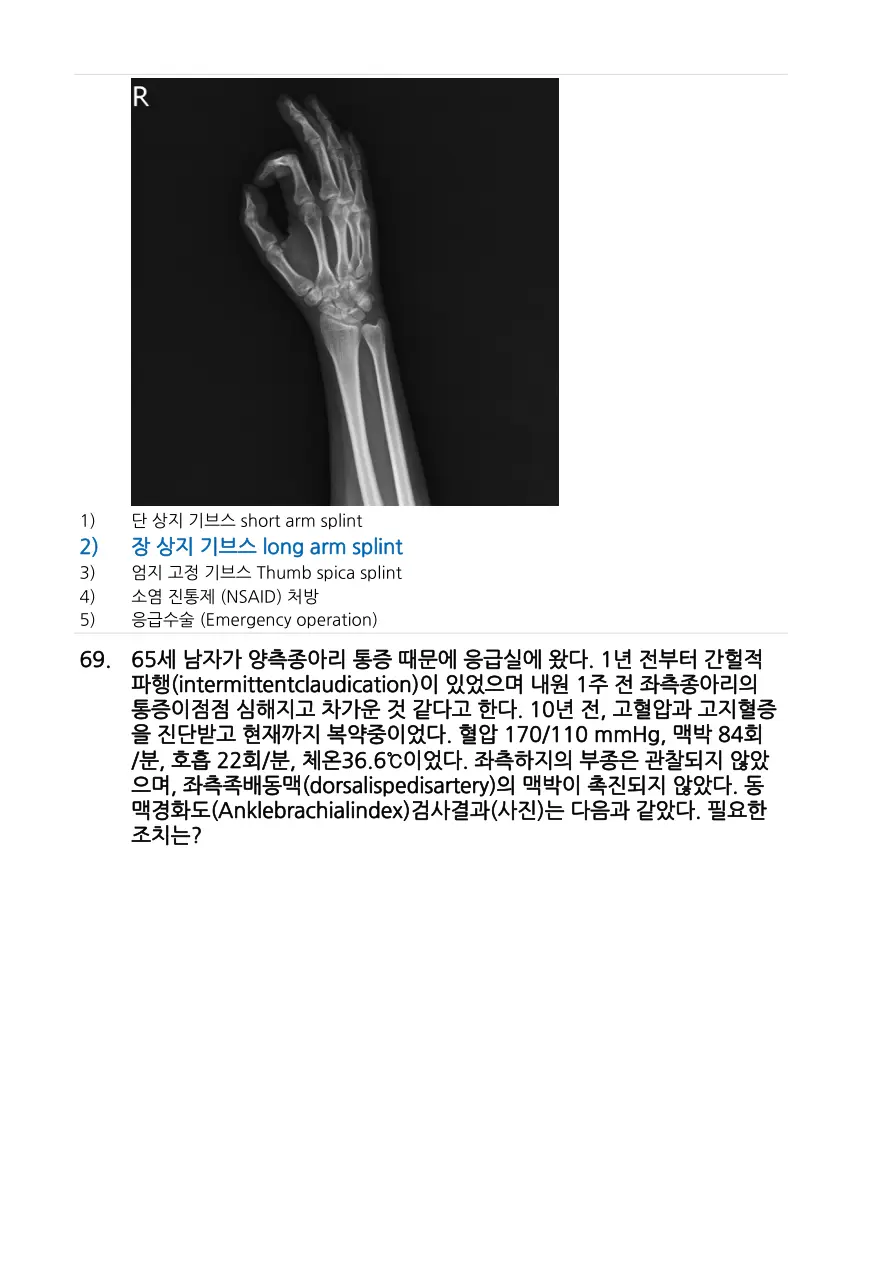 R
1) 단 상지 기브스 short arm splint
2) 장 상지 기브스 long arm splint
3) 엄지 고정 기브스 Thumb spica splint
4) 소염 진통제 (NSAID) 처방
5) 응급수술 (Emergency operation)
69. 65세 남자가 양측종아리 통증 때문에 응급실에 왔다. 1년 전부터 간헐적
파행(intermittentclaudication)이 있었으며 내원 1주 전 좌측종아리의
통증이점점 심해지고 차가운 것 같다고 한다. 10년 전, 고혈압과 고지혈증
을 진단받고 현재까지 복약중이었다. 혈압 170/110 mmHg, 맥박 84회
/분, 호흡 22회/분, 체온36.6℃이었다. 좌측하지의 부종은 관찰되지 않았
으며, 좌측족배동맥(dorsalispedisartery)의 맥박이 촉진되지 않았다. 동
맥경화도(Anklebrachialindex)검사결과(사진)는 다음과 같았다. 필요한
조치는?